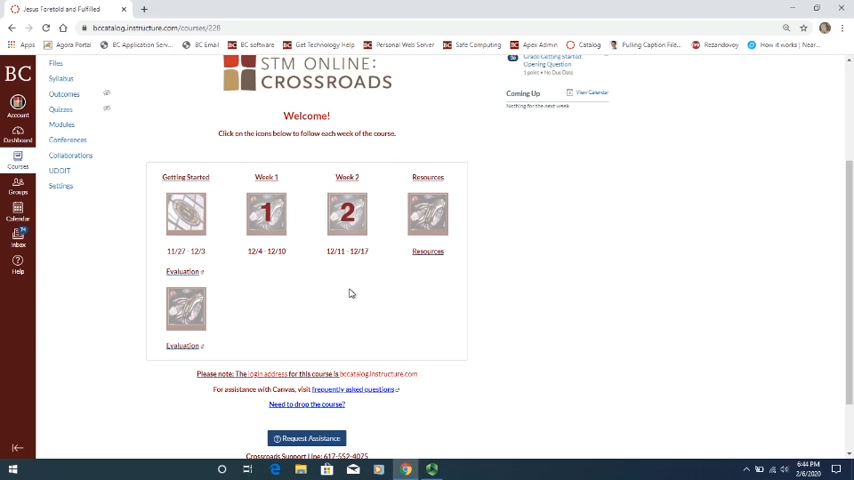 Jesus Foretold and Fulfilled
bccatalog.instructure.com/courses/228
Apps Agora Portal BC Application Serv... BC Email BC software Get Technology Help Personal Web Server Safe Computing Apex Admin Catalog Pulling Caption File... Rezandovoy How it works | Near...
BC
Account
Dashboard
Courses
Groups
Calendar
Inbox
Help
Files
Syllabus
Outcomes
Quizzes
Modules
Conferences
Collaborations
UDOIT
Settings
STM ONLINE:
CROSSROADS
Welcome!
Click on the icons below to follow each week of the course.
Getting Started Week 1 Week 2 Resources
1 2
11/27 - 12/3 12/4 - 12/10 12/11 - 12/17 Resources
Evaluation
Evaluation
Please note: The login address for this course is bccatalog.instructure.com
For assistance with Canvas, visit frequently asked questions
Need to drop the course?
Request Assistance
Crossroads Support Line: 617-552-4075
Grade Getting Started:
Opening Question
5 points • No Due Date
Coming Up View Calendar
Nothing for the next week
6:44 PM
2/6/2020